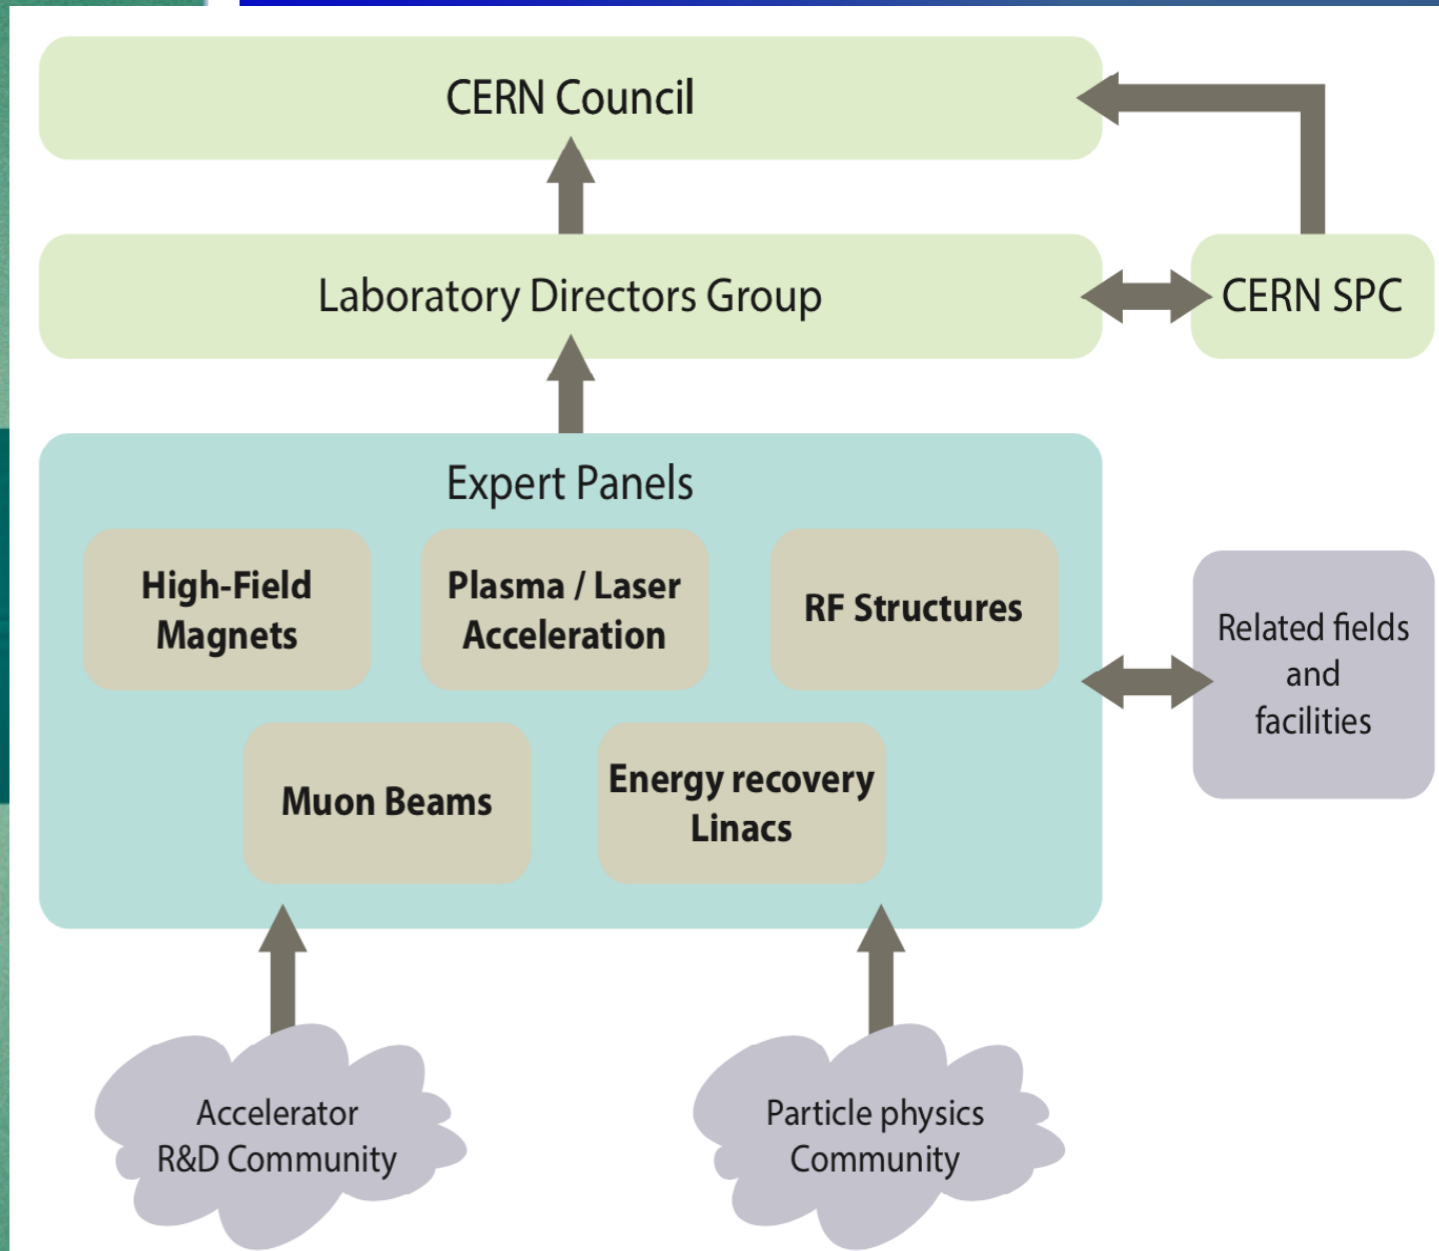 CERN Council
Laboratory Directors Group
CERN SPC
Expert Panels
High-Field
Magnets
Plasma / Laser
Acceleration
RF Structures
Muon Beams
Energy recovery
Linacs
Related fields
and
facilities
Accelerator
R&D Community
Particle physics
Community